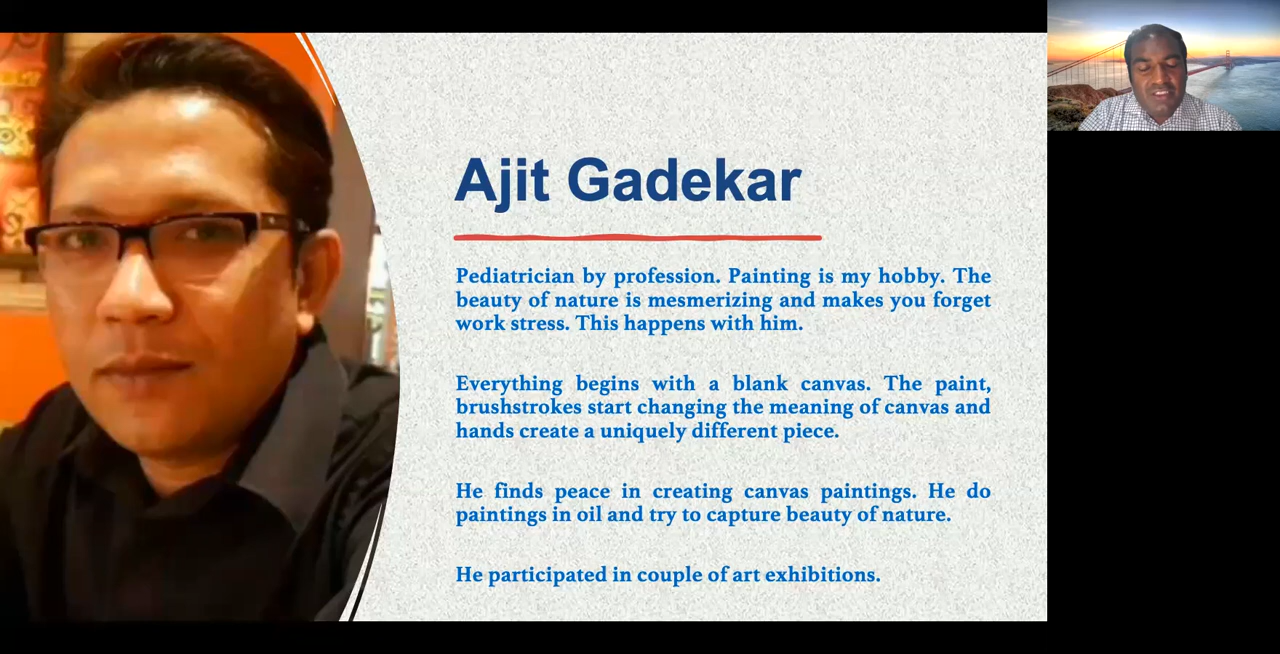 Ajit Gadekar
Pediatrician by profession. Painting is my hobby. The
beauty of nature is mesmerizing and makes you forget
work stress. This happens with him.
Everything begins with a blank canvas. The paint,
brushstrokes start changing the meaning of canvas and
hands create a uniquely different piece.
He finds peace in creating canvas paintings. He do
paintings in oil and try to capture beauty of nature.
He participated in couple of art exhibitions.